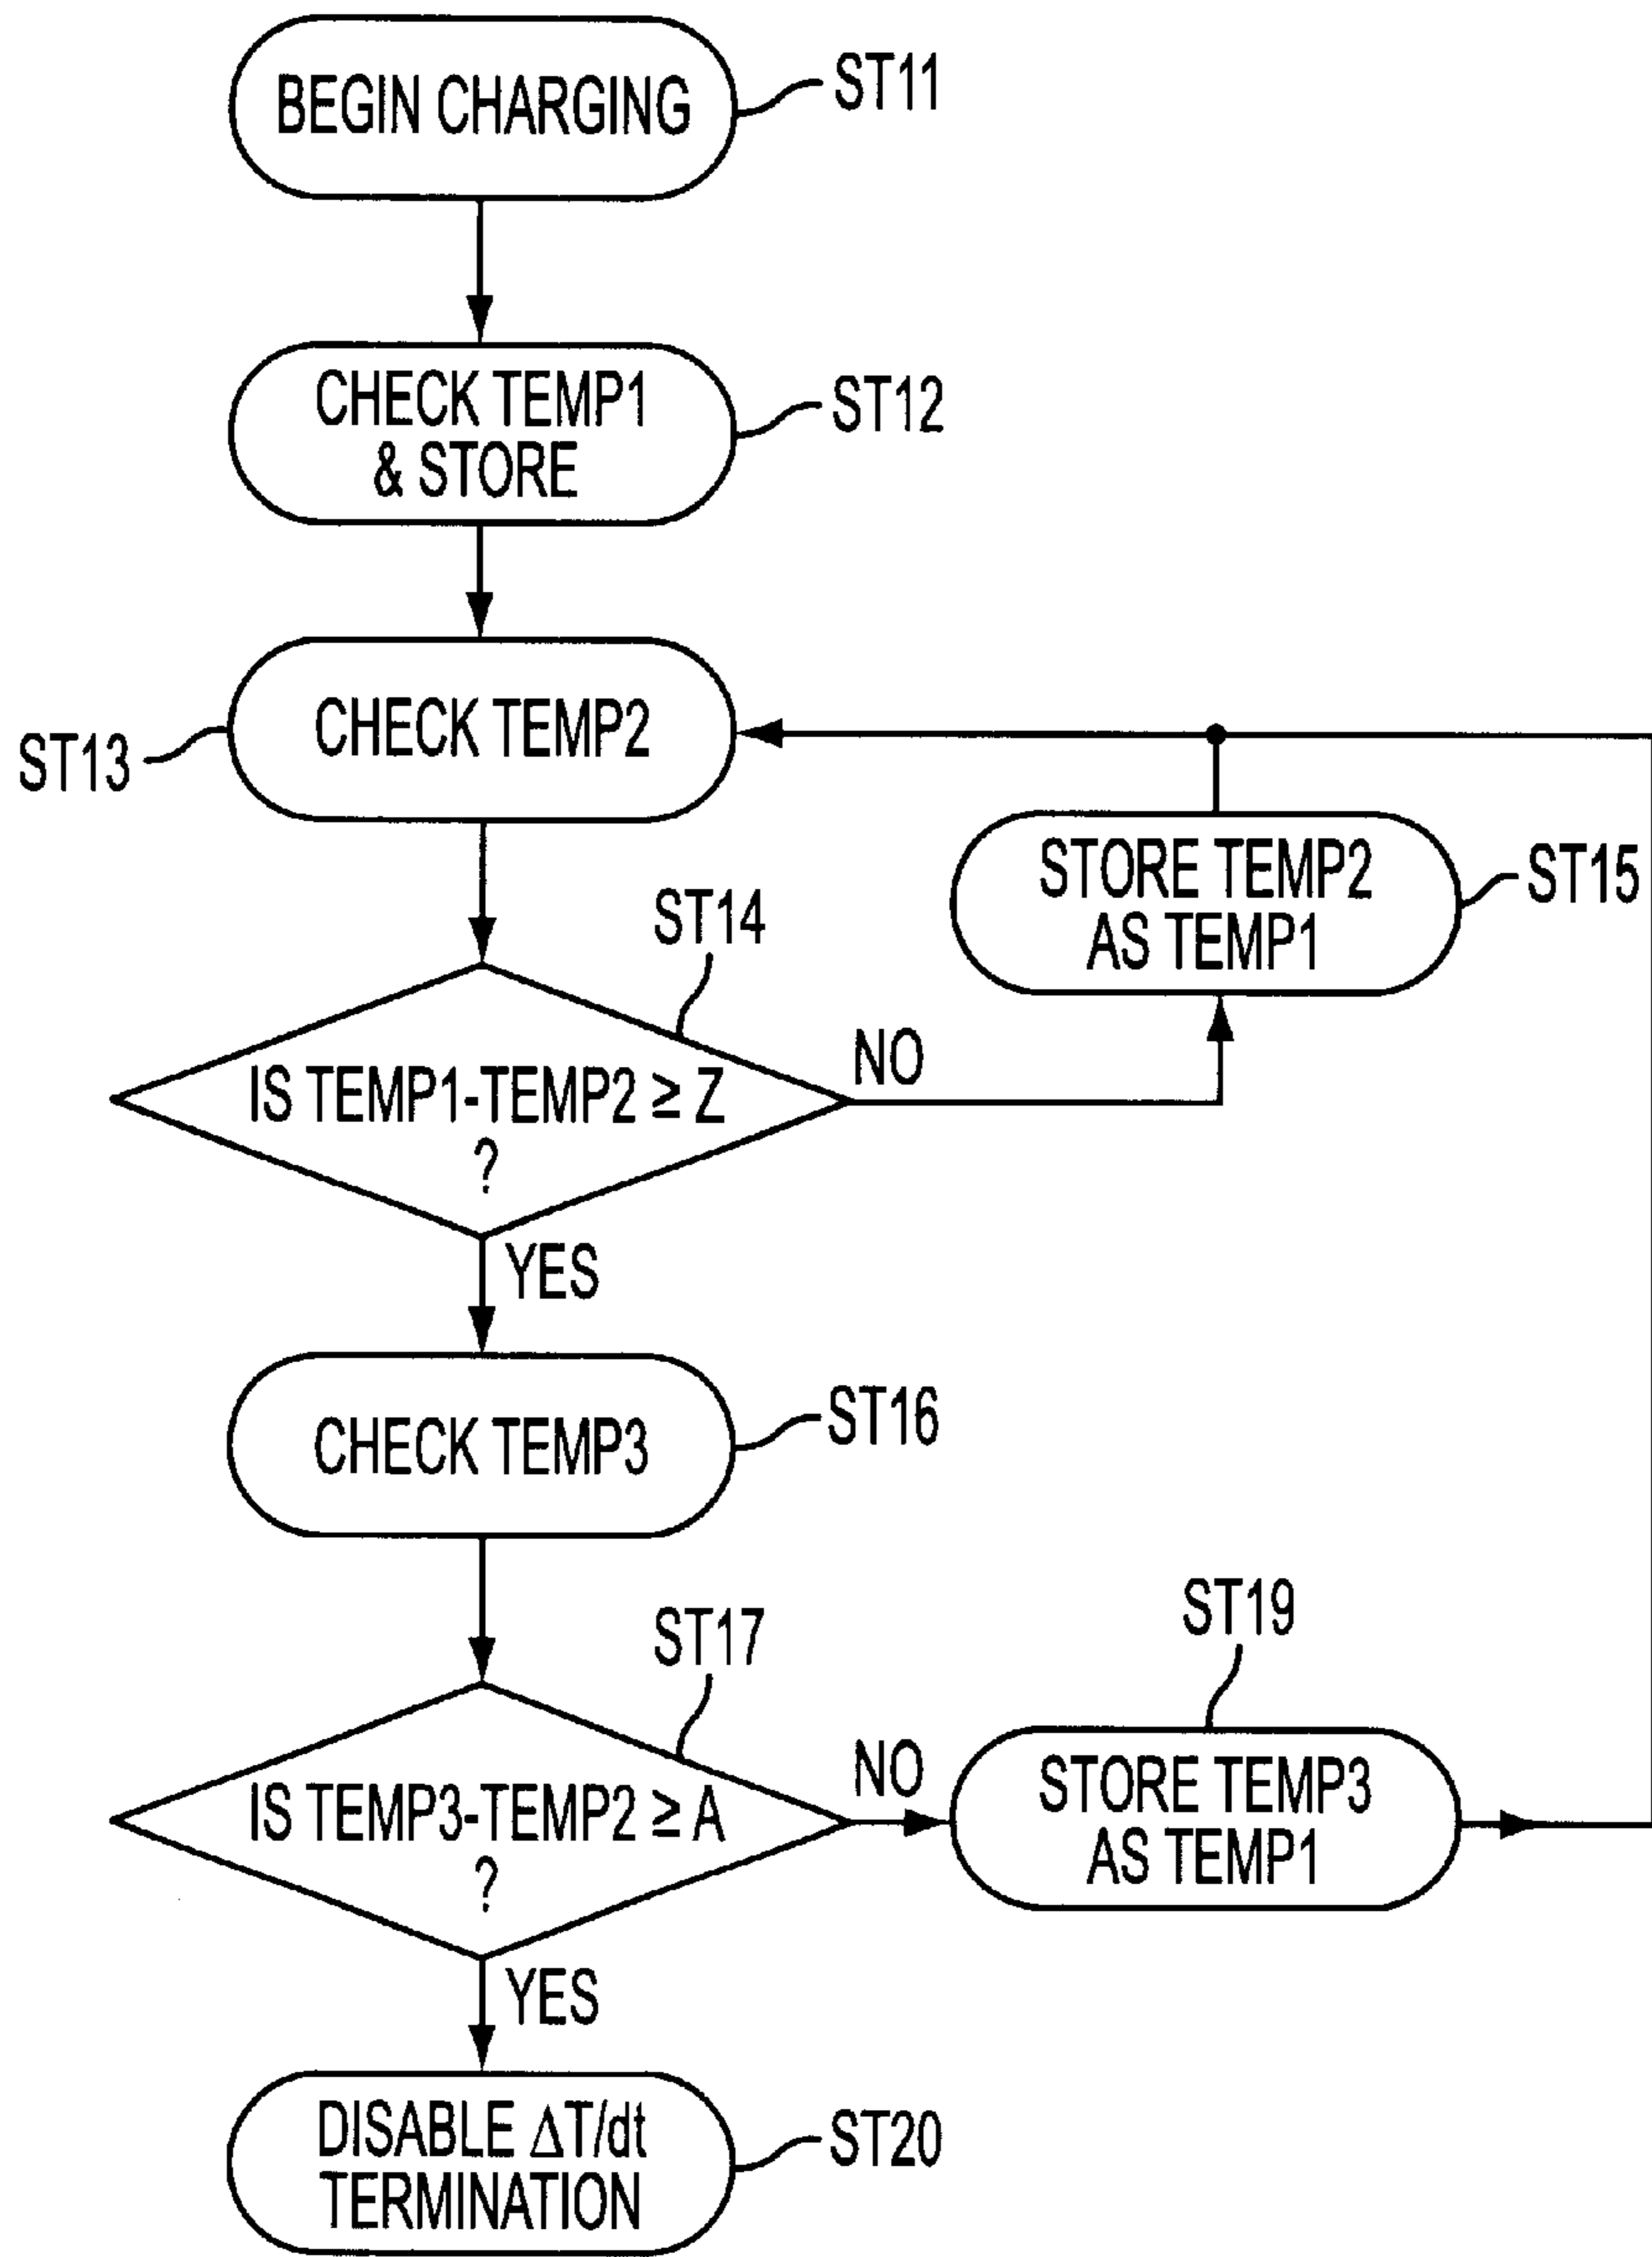 BEGIN CHARGING
ST11
CHECK TEMP1
& STORE
ST12
CHECK TEMP2
ST13
STORE TEMP2
AS TEMP1
ST15
ST14
IS TEMP1-TEMP2 ≥ Z
?
NO
YES
CHECK TEMP3
ST16
ST17
IS TEMP3-TEMP2 ≥ A
?
NO
ST19
STORE TEMP3
AS TEMP1
YES
DISABLE ΔT/dt
TERMINATION
ST20